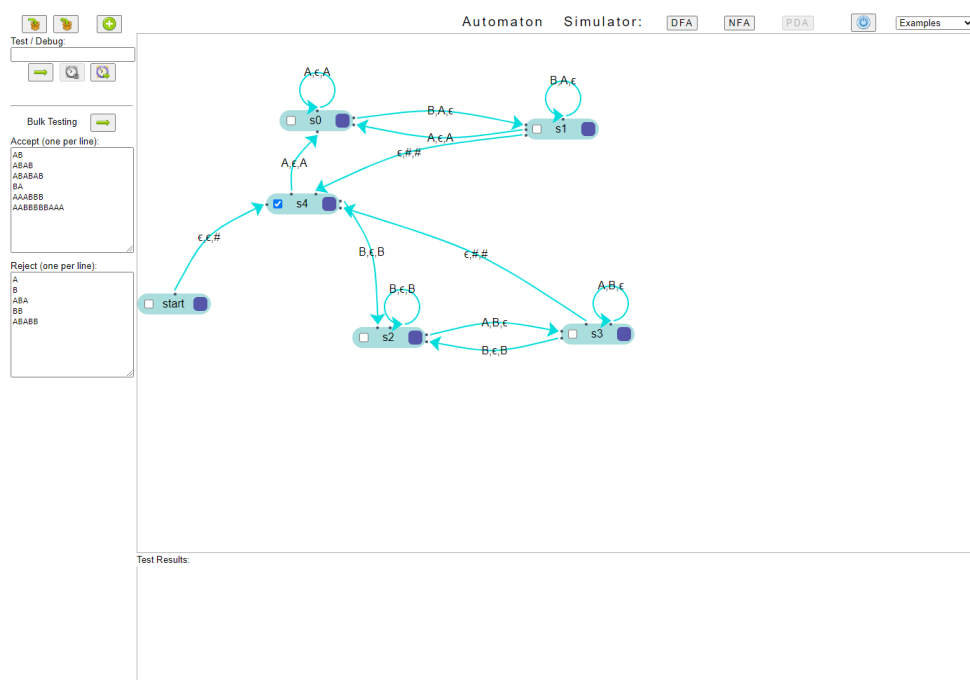 Automaton Simulator: DFA NFA PDA Examples
Test / Debug:
Bulk Testing
Accept (one per line):
AB
ABAB
ABABAB
BA
AAABBB
AABBBBBAAA
Reject (one per line):
A
B
ABA
BB
ABABB
A,ϵ,A
s0
B,A,ϵ
B,A,ϵ
s1
A,ϵ,A
ϵ,#,#
A,ϵ,A
s4
ϵ,ϵ,#
B,ϵ,B
ϵ,#,#
start
B,ϵ,B
s2
A,B,ϵ
A,B,ϵ
s3
B,ϵ,B
Test Results: